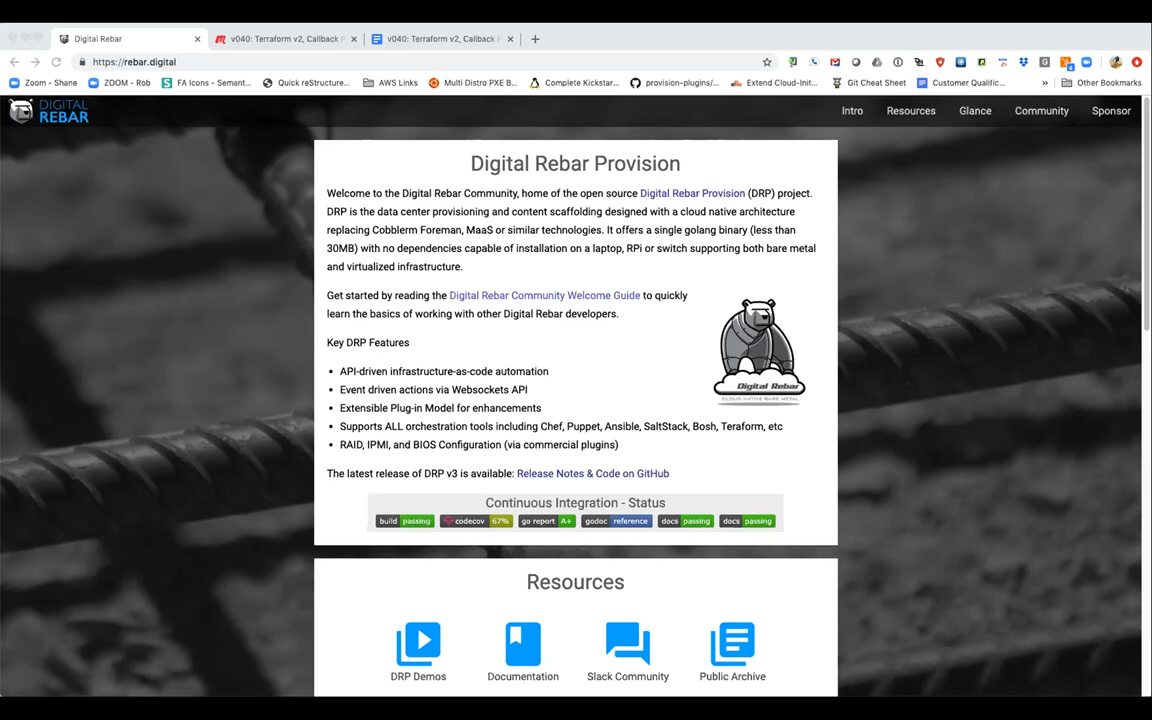 Digital Rebar
v040: Terraform v2, Callback P
v040: Terraform v2, Callback P
https://rebar.digital
Zoom - Shane
ZOOM - Rob
FA Icons - Semant...
Quick reStructure...
AWS Links
Multi Distro PXE B...
Complete Kickstar...
provision-plugins/...
Extend Cloud-Init...
Git Cheat Sheet
Customer Qualific...
»
Other Bookmarks
DIGITAL
REBAR
Intro
Resources
Glance
Community
Sponsor
Digital Rebar Provision
Welcome to the Digital Rebar Community, home of the open source Digital Rebar Provision (DRP) project.
DRP is the data center provisioning and content scaffolding designed with a cloud native architecture
replacing Cobblerm Foreman, MaaS or similar technologies. It offers a single golang binary (less than
30MB) with no dependencies capable of installation on a laptop, RPi or switch supporting both bare metal
and virtualized infrastructure.
Get started by reading the Digital Rebar Community Welcome Guide to quickly
learn the basics of working with other Digital Rebar developers.
Key DRP Features
• API-driven infrastructure-as-code automation
• Event driven actions via Websockets API
• Extensible Plug-in Model for enhancements
• Supports ALL orchestration tools including Chef, Puppet, Ansible, SaltStack, Bosh, Teraform, etc
• RAID, IPMI, and BIOS Configuration (via commercial plugins)
Digital Rebar
CLOUD NATIVE BARE METAL
The latest release of DRP v3 is available: Release Notes & Code on GitHub
Continuous Integration - Status
build passing
codecov 67%
go report A+
godoc reference
docs passing
docs passing
Resources
DRP Demos
Documentation
Slack Community
Public Archive